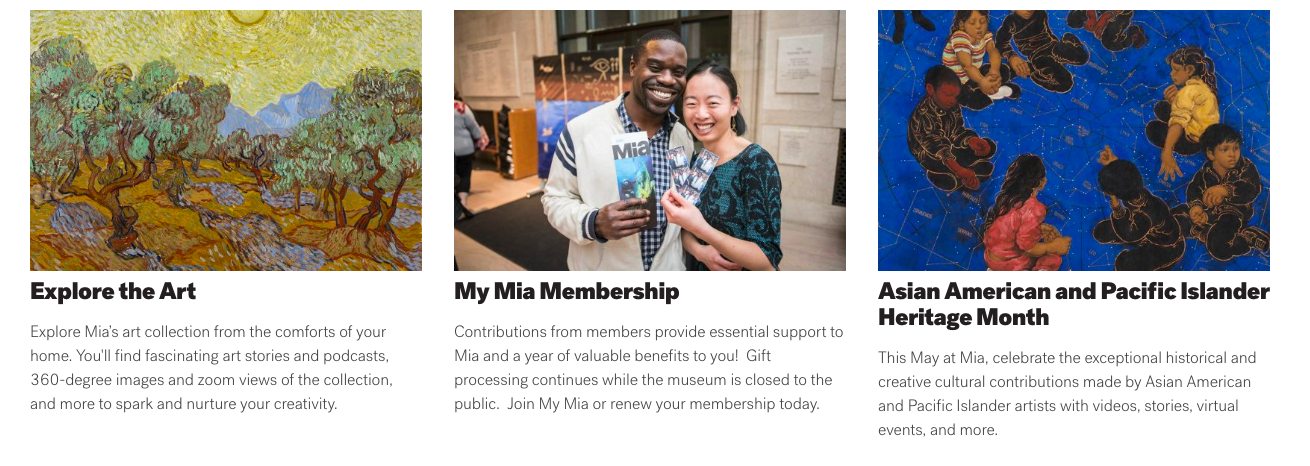 Mia
Explore the Art
Explore Mia's art collection from the comforts of your
home. You'll find fascinating art stories and podcasts,
360-degree images and zoom views of the collection,
and more to spark and nurture your creativity.
My Mia Membership
Contributions from members provide essential support to
Mia and a year of valuable benefits to you!  Gift
processing continues while the museum is closed to the
public.  Join My Mia or renew your membership today.
Asian American and Pacific Islander
Heritage Month
This May at Mia, celebrate the exceptional historical and
creative cultural contributions made by Asian American
and Pacific Islander artists with videos, stories, virtual
events, and more.